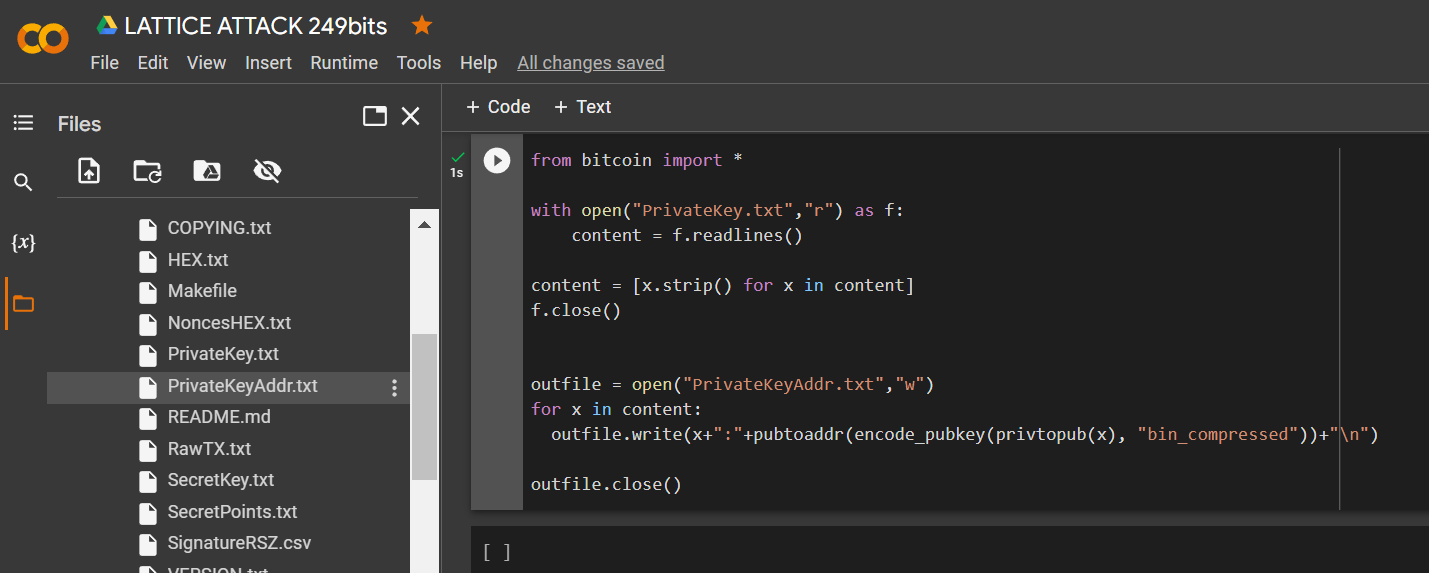 LATTICE ATTACK 249bits
File Edit View Insert Runtime Tools Help All changes saved
Files
+ Code + Text
{x}
COPYING.txt
HEX.txt
Makefile
NoncesHEX.txt
PrivateKey.txt
PrivateKeyAddr.txt
README.md
RawTX.txt
SecretKey.txt
SecretPoints.txt
SignatureRSZ.csv
VERSION.txt
1s
from bitcoin import *
with open("PrivateKey.txt","r") as f:
    content = f.readlines()
content = [x.strip() for x in content]
f.close()
outfile = open("PrivateKeyAddr.txt","w")
for x in content:
  outfile.write(x+":"+pubtoaddr(encode_pubkey(privtopub(x), "bin_compressed"))+"\n")
outfile.close()
[ ]